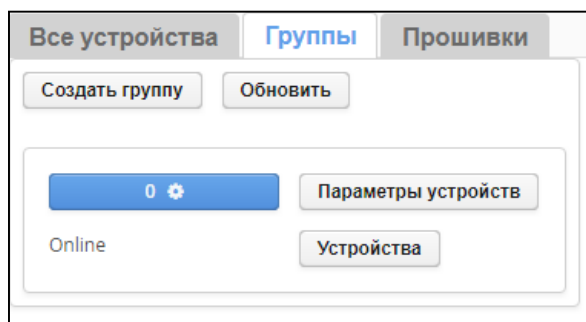 Все устройства Группы Прошивки
Создать группу Обновить
0 Параметры устройств
Online Устройства